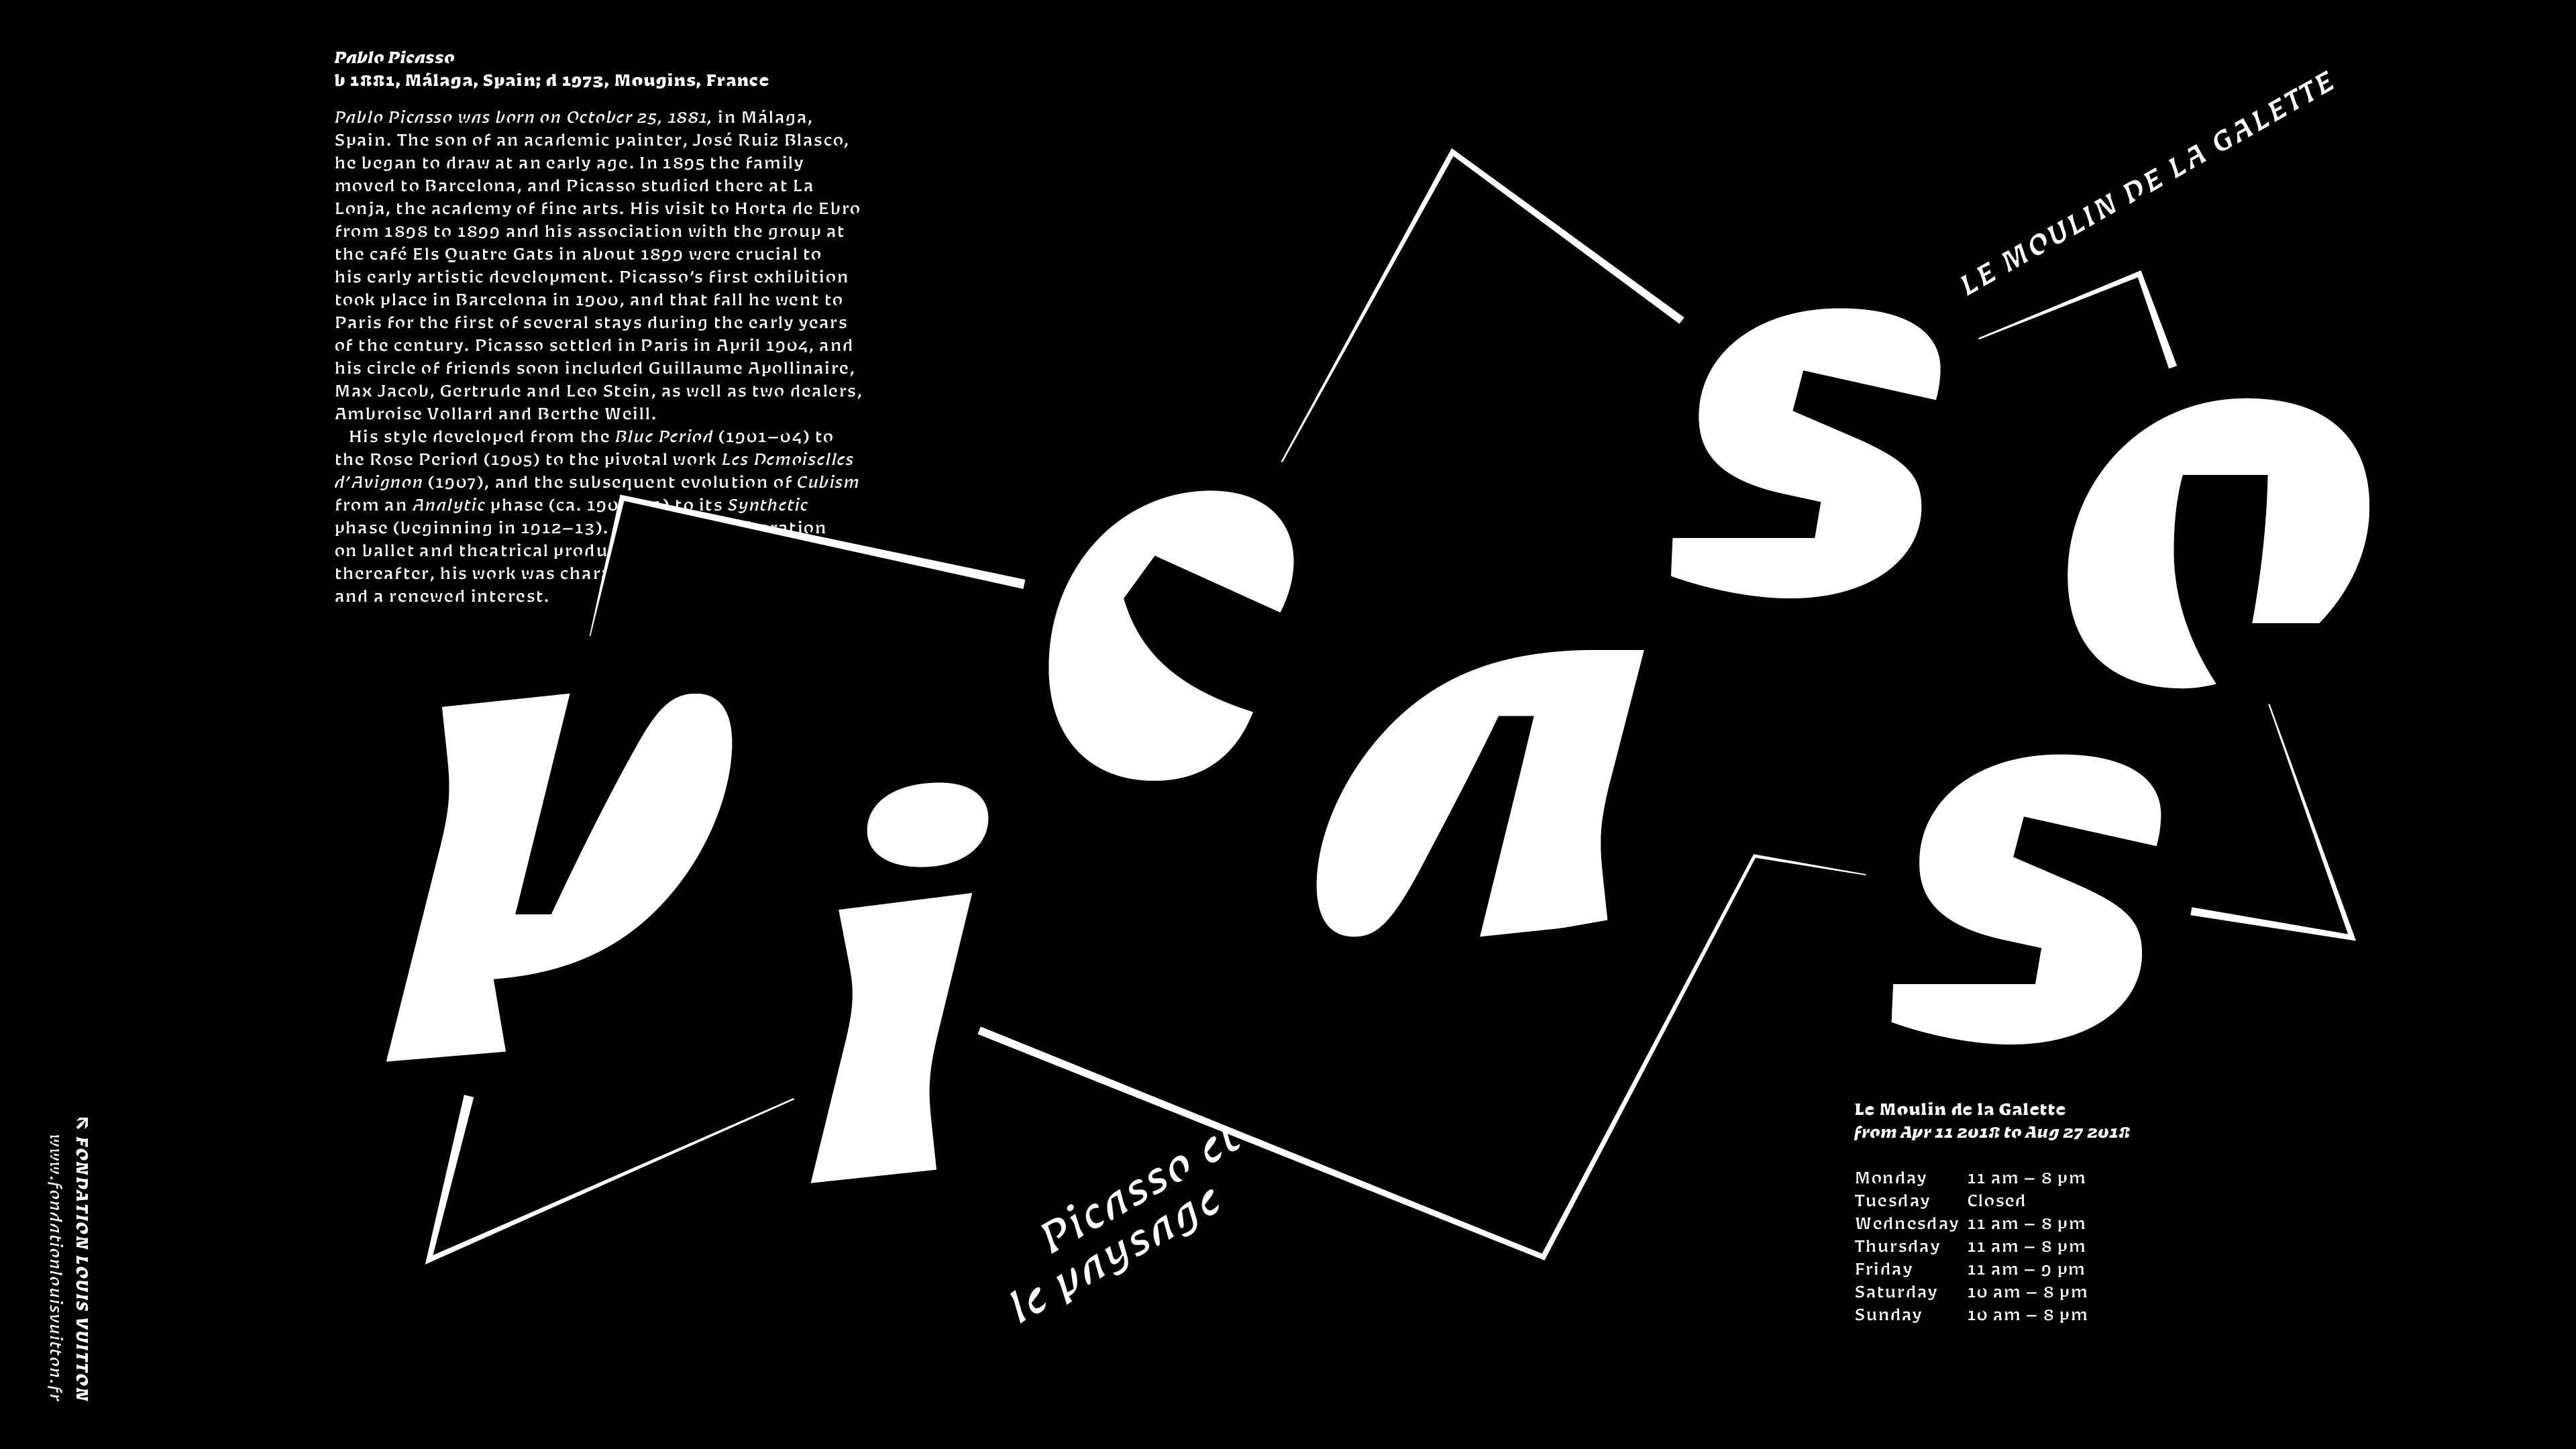 Pablo Picasso
b 1881, Málaga, Spain; d 1973, Mougins, France
Pablo Picasso was born on October 25, 1881, in Málaga,
Spain. The son of an academic painter, José Ruiz Blasco,
he began to draw at an early age. In 1895 the family
moved to Barcelona, and Picasso studied there at La
Lonja, the academy of fine arts. His visit to Horta de Ebro
from 1898 to 1899 and his association with the group at
the café Els Quatre Gats in about 1899 were crucial to
his early artistic development. Picasso’s first exhibition
took place in Barcelona in 1900, and that fall he went to
Paris for the first of several stays during the early years
of the century. Picasso settled in Paris in April 1904, and
his circle of friends soon included Guillaume Apollinaire,
Max Jacob, Gertrude and Leo Stein, as well as two dealers,
Ambroise Vollard and Berthe Weill.
His style developed from the Blue Period (1901–04) to
the Rose Period (1905) to the pivotal work Les Demoiselles
d’Avignon (1907), and the subsequent evolution of Cubism
from an Analytic phase (ca. to its Synthetic
phase (beginning in 1912–13).
on ballet and theatrical
thereafter, his work was
and a renewed interest.
LE MOULIN DE LA GALETTE
Picasso
Picasso et
le paysage
Le Moulin de la Galette
from Apr 11 2018 to Aug 27 2018
Monday 11 am – 8 pm
Tuesday Closed
Wednesday 11 am – 8 pm
Thursday 11 am – 8 pm
Friday 11 am – 9 pm
Saturday 10 am – 8 pm
Sunday 10 am – 8 pm
↖ FONDATION LOUIS VUITTON
www.fondationlouisvuitton.fr